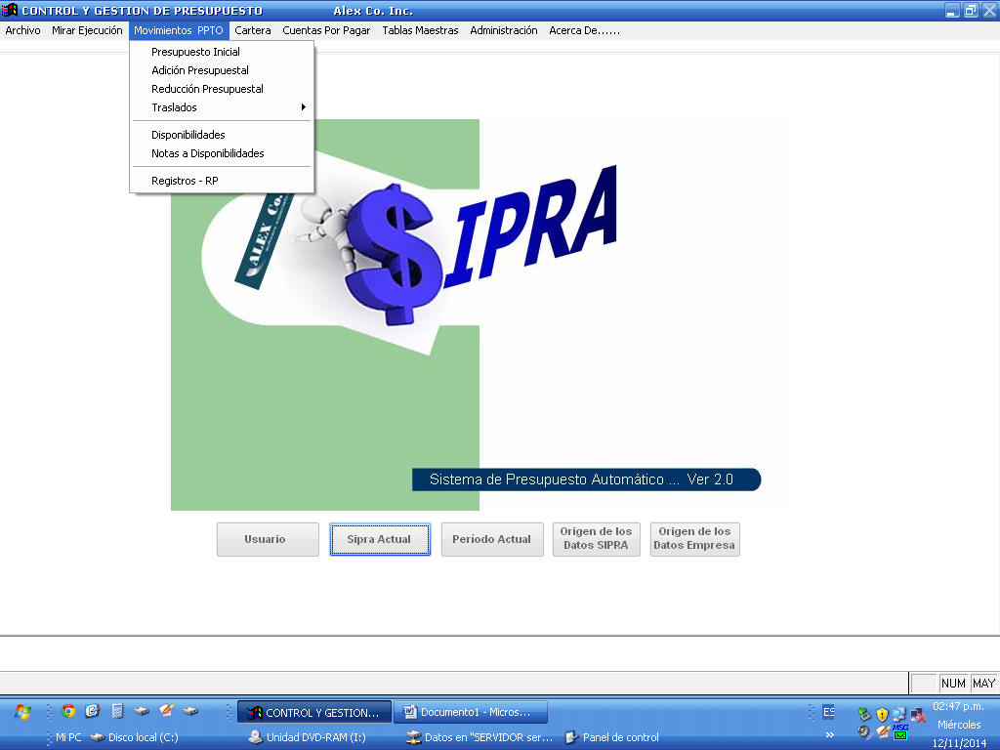 CONTROL Y GESTION DE PRESUPUESTO Alex Co. Inc.
Archivo Mirar Ejecución Movimientos PPTO Cartera Cuentas Por Pagar Tablas Maestras Administración Acerca De......
Presupuesto Inicial
Adición Presupuestal
Reducción Presupuestal
Traslados
Disponibilidades
Notas a Disponibilidades
Registros - RP
ALEX Co.
$IPRA
Sistema de Presupuesto Automático ... Ver 2.0
Usuario
Sipra Actual
Período Actual
Origen de los
Datos SIPRA
Origen de los
Datos Empresa
NUM MAY
CONTROL Y GESTION... Documento1 - Micros... ES 02:47 p.m.
Miércoles
MSG
Mi PC Disco local (C:) Unidad DVD-RAM (I:) Datos en "SERVIDOR ser... Panel de control » 12/11/2014